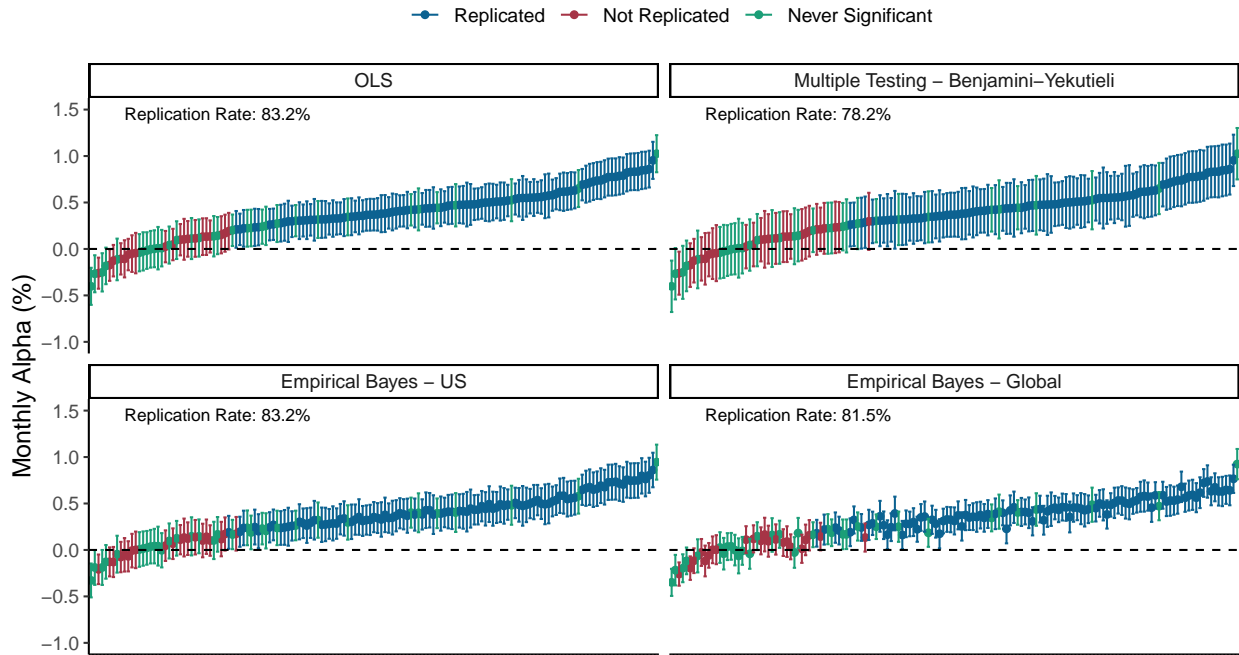 Replicated Not Replicated Never Significant
OLS
Multiple Testing − Benjamini−Yekutieli
Replication Rate: 83.2%
Replication Rate: 78.2%
1.5
1.0
0.5
0.0
−0.5
−1.0
Monthly Alpha (%)
Empirical Bayes − US
Empirical Bayes − Global
Replication Rate: 83.2%
Replication Rate: 81.5%
1.5
1.0
0.5
0.0
−0.5
−1.0